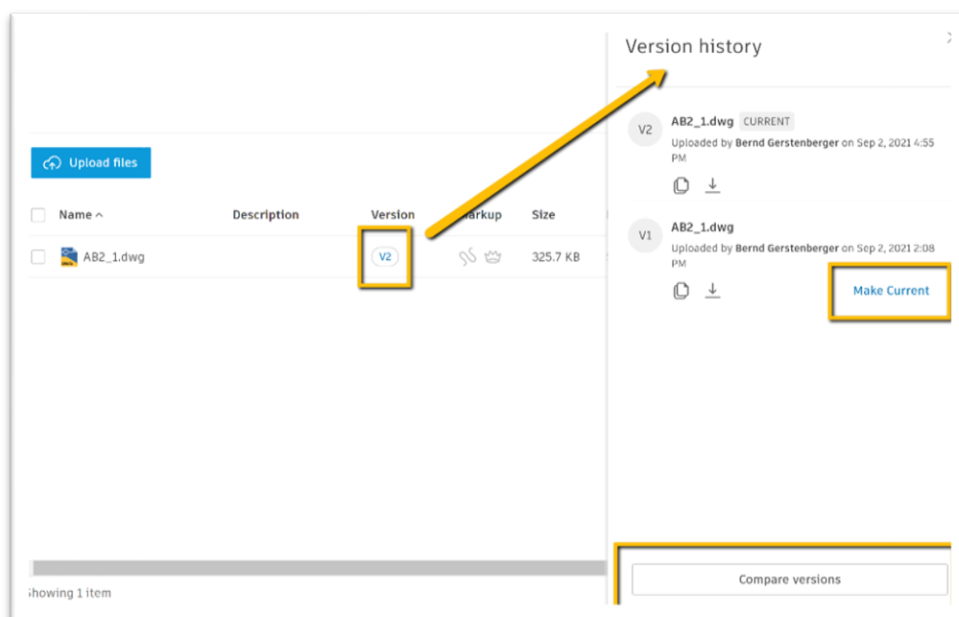 Version history
V2
AB2_1.dwg CURRENT
Uploaded by Bernd Gerstenberger on Sep 2, 2021 4:55
PM
V1
AB2_1.dwg
Uploaded by Bernd Gerstenberger on Sep 2, 2021 2:08
PM
Make Current
Compare versions
Upload files
Name Description Version Size
AB2_1.dwg V2 325.7 KB
Showing 1 item